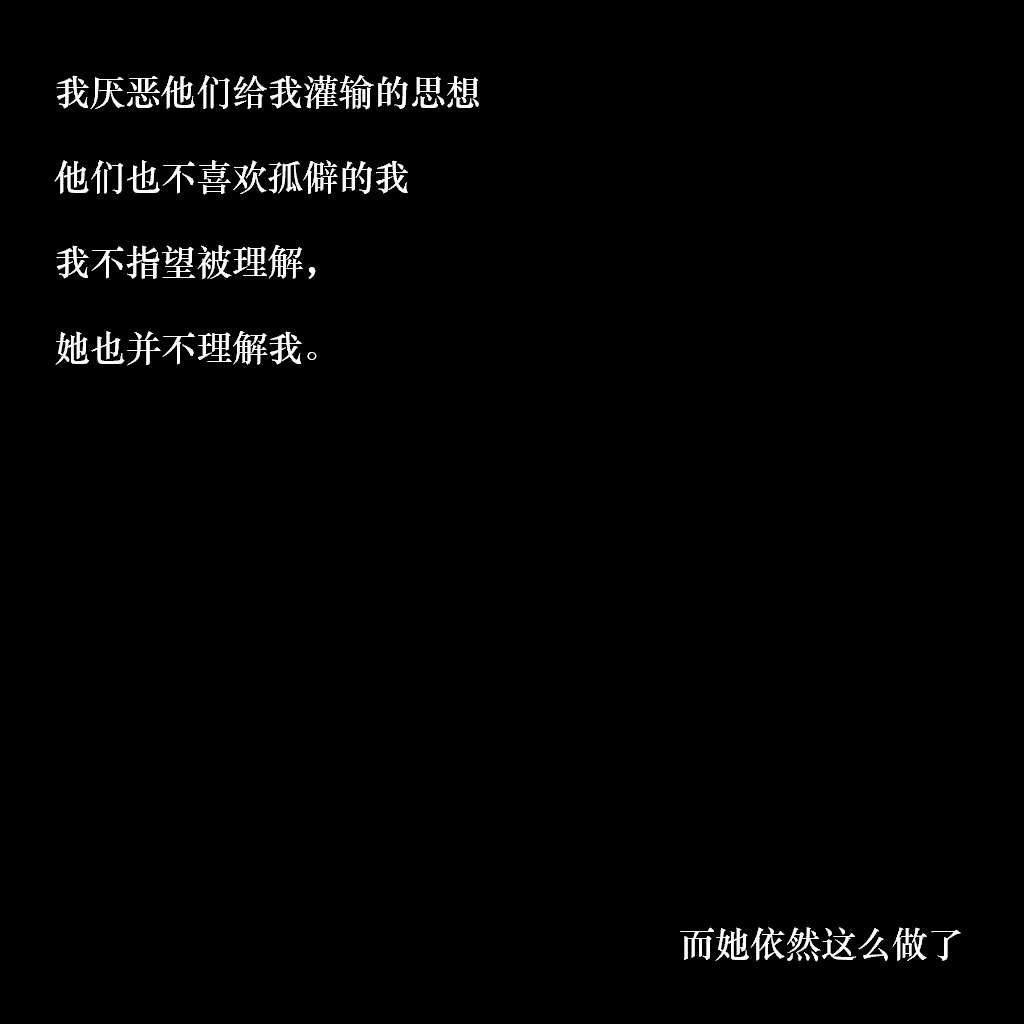 我厌恶他们给我灌输的思想
他们也不喜欢孤僻的我
我不指望被理解，
她也并不理解我。
而她依然这么做了